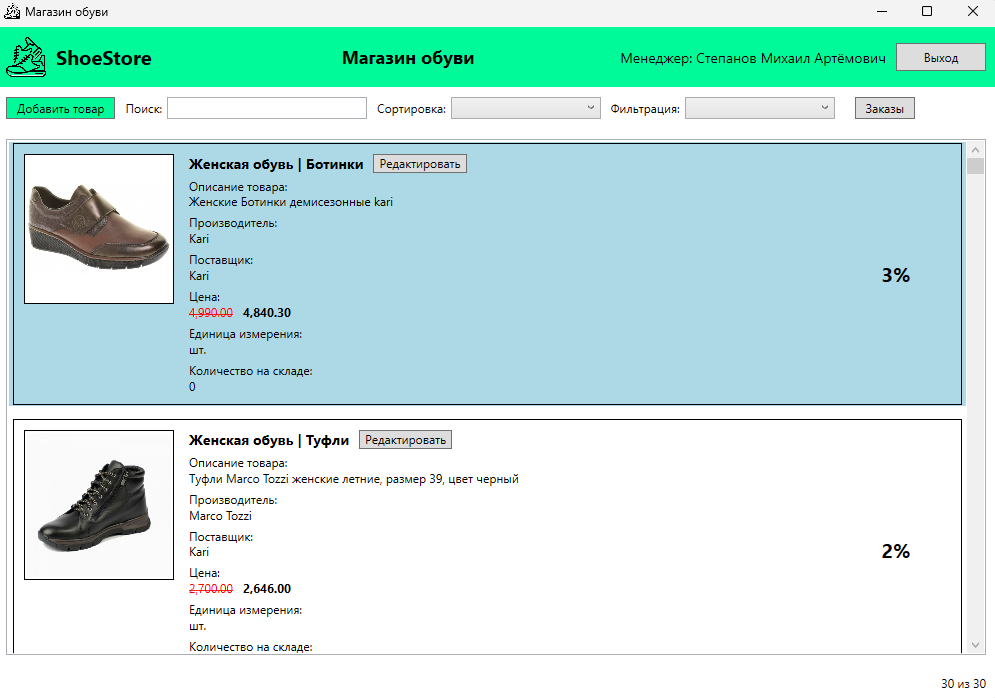 Магазин обуви
ShoeStore
Магазин обуви
Менеджер: Степанов Михаил Артёмович
Выход
Добавить товар
Поиск:
Сортировка:
Фильтрация:
Заказы
Женская обувь | Ботинки
Редактировать
Описание товара:
Женские Ботинки демисезонные kari
Производитель:
Kari
Поставщик:
Kari
Цена:
4,990.00 4,840.30
Единица измерения:
шт.
Количество на складе:
0
3%
Женская обувь | Туфли
Редактировать
Описание товара:
Туфли Marco Tozzi женские летние, размер 39, цвет черный
Производитель:
Marco Tozzi
Поставщик:
Kari
Цена:
2,700.00 2,646.00
Единица измерения:
шт.
Количество на складе:
2%
30 из 30